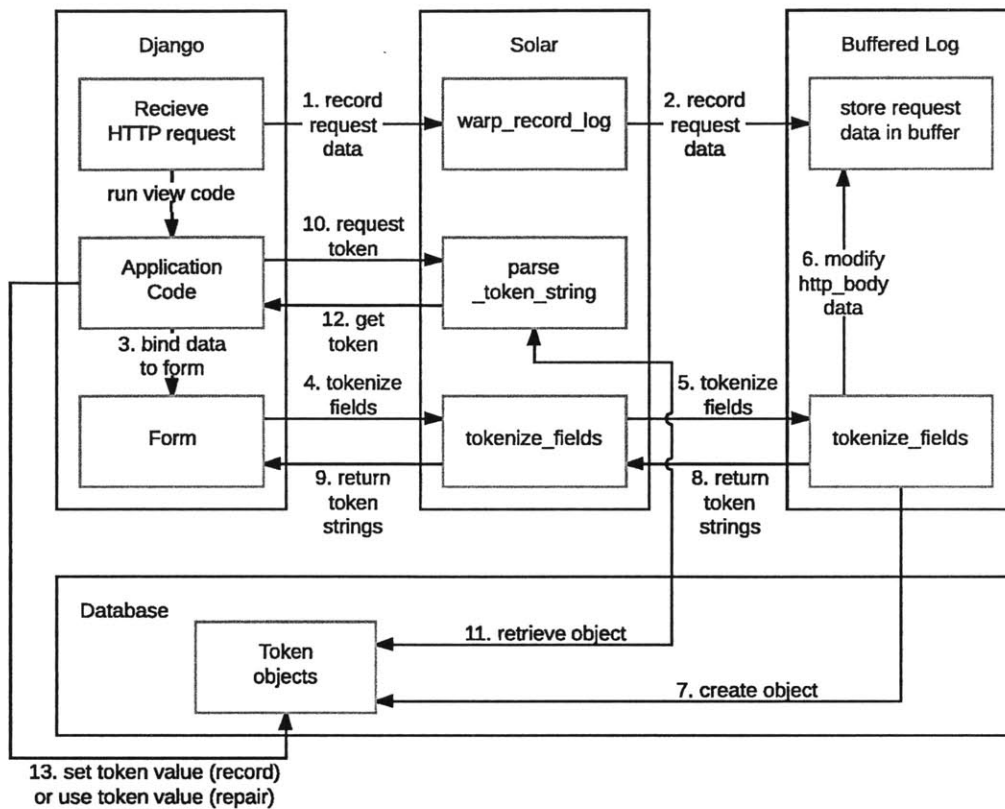 Django
Solar
Buffered Log
Recieve
HTTP request
1. record
request
data
warp_record_log
2. record
request
data
store request
data in buffer
run view code
10. request
token
Application
Code
parse
_token_string
6. modify
http_body
data
12. get
token
3. bind data
to form
4. tokenize
fields
5. tokenize
fields
Form
tokenize_fields
tokenize_fields
9. return
token
strings
8. return
token
strings
Database
Token
objects
11. retrieve object
7. create object
13. set token value (record)
or use token value (repair)